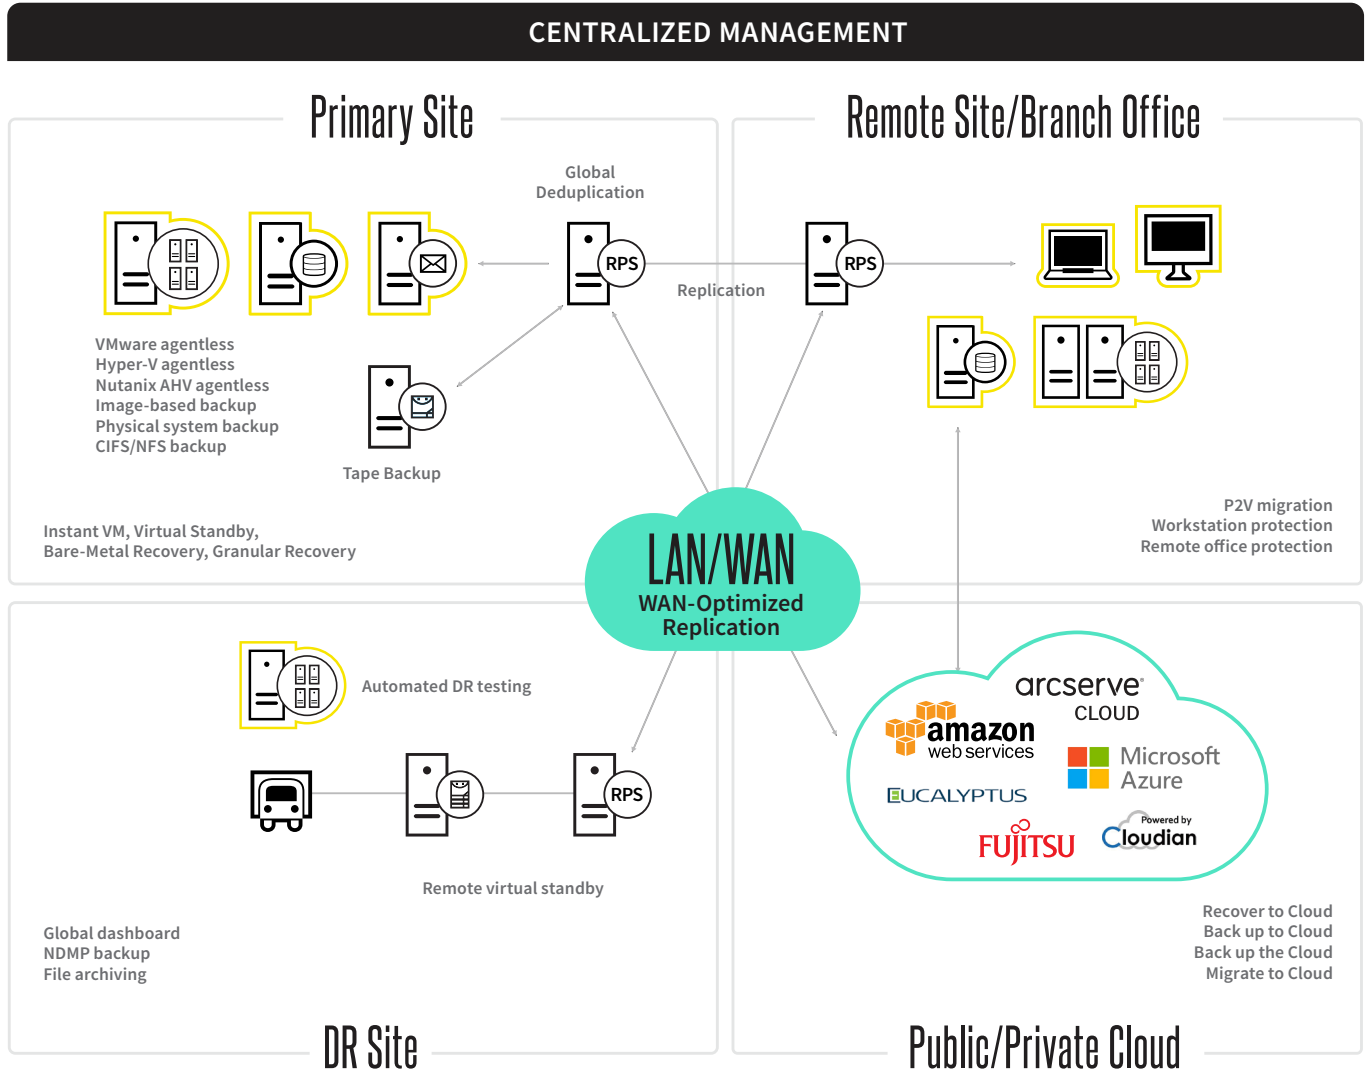 CENTRALIZED MANAGEMENT
Primary Site
Global
Deduplication
RPS
VMware agentless
Hyper-V agentless
Nutanix AHV agentless
Image-based backup
Physical system backup
CIFS/NFS backup
Tape Backup
Instant VM, Virtual Standby,
Bare-Metal Recovery, Granular Recovery
Replication
Remote Site/Branch Office
RPS
P2V migration
Workstation protection
Remote office protection
LAN/WAN
WAN-Optimized
Replication
Automated DR testing
RPS
Remote virtual standby
Global dashboard
NDMP backup
File archiving
DR Site
arcserve®
CLOUD
amazon
web services
Microsoft
Azure
EUCALYPTUS
FUJITSU
Powered by
Cloudian
Recover to Cloud
Back up to Cloud
Back up the Cloud
Migrate to Cloud
Public/Private Cloud